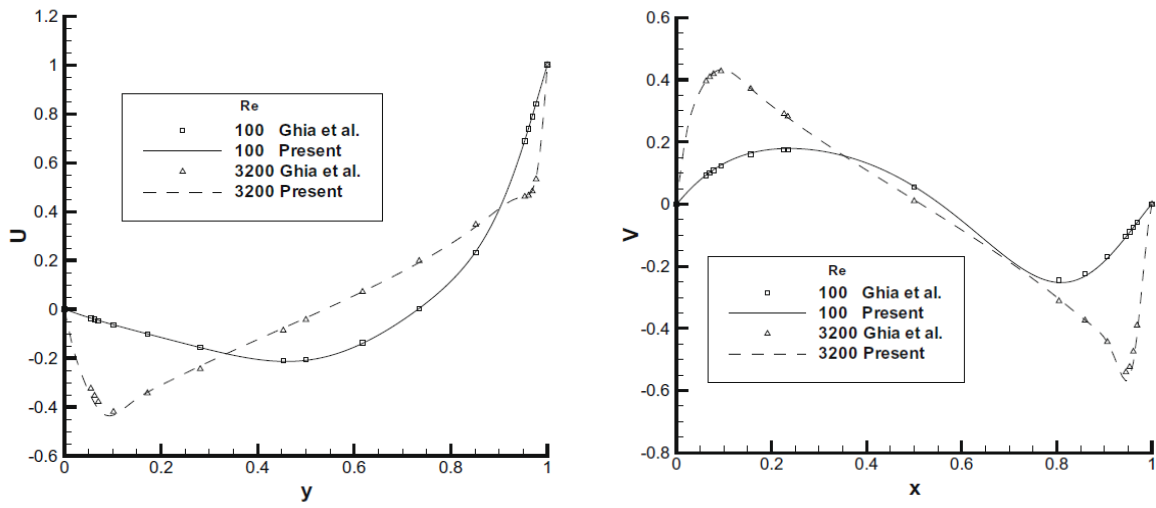 1.2
1
0.8
0.6
0.4
0.2
0
-0.2
-0.4
-0.6
U
0 0.2 0.4 0.6 0.8 1
y
Re
100 Ghia et al.
100 Present
3200 Ghia et al.
3200 Present
0.6
0.4
0.2
0
-0.2
-0.4
-0.6
-0.8
V
0 0.2 0.4 0.6 0.8 1
x
Re
100 Ghia et al.
100 Present
3200 Ghia et al.
3200 Present